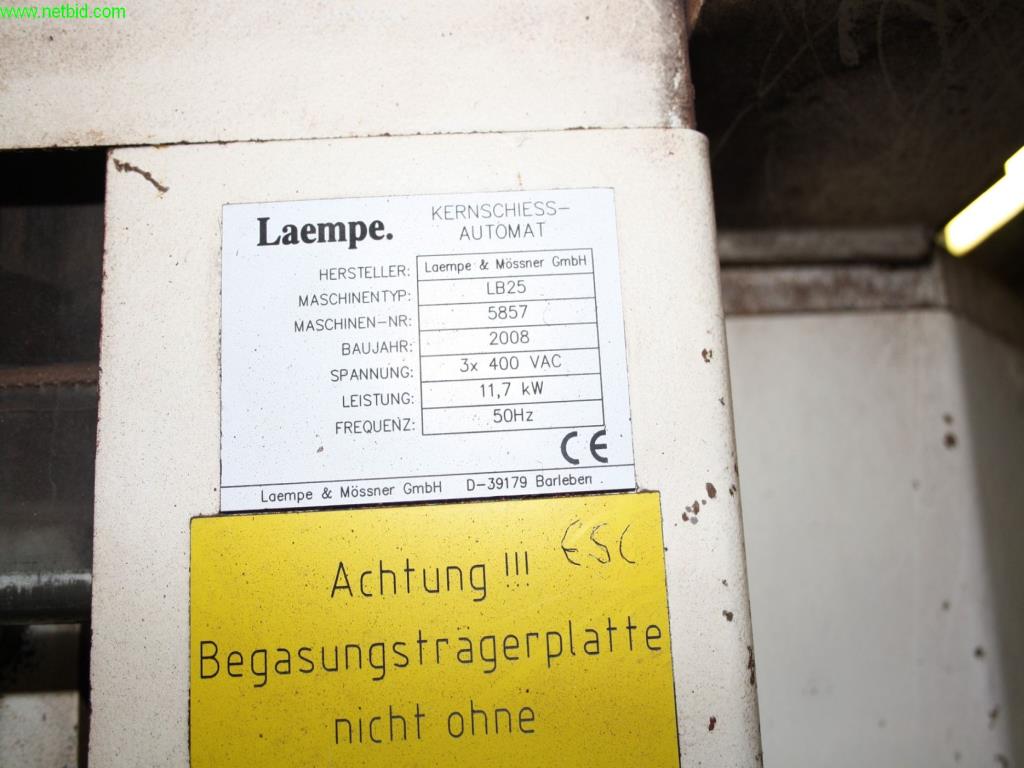 www.netbid.com
Laempe. KERNSCHIESS-
AUTOMAT
HERSTELLER: Laempe & Mössner GmbH
MASCHINENTYP: LB25
MASCHINEN-NR: 5857
BAUJAHR: 2008
SPANNUNG: 3x 400 VAC
LEISTUNG: 11,7 kW
FREQUENZ: 50Hz
CE
Laempe & Mössner GmbH D-39179 Barleben
ESC
Achtung !!!
Begasungsträgerplatte
nicht ohne